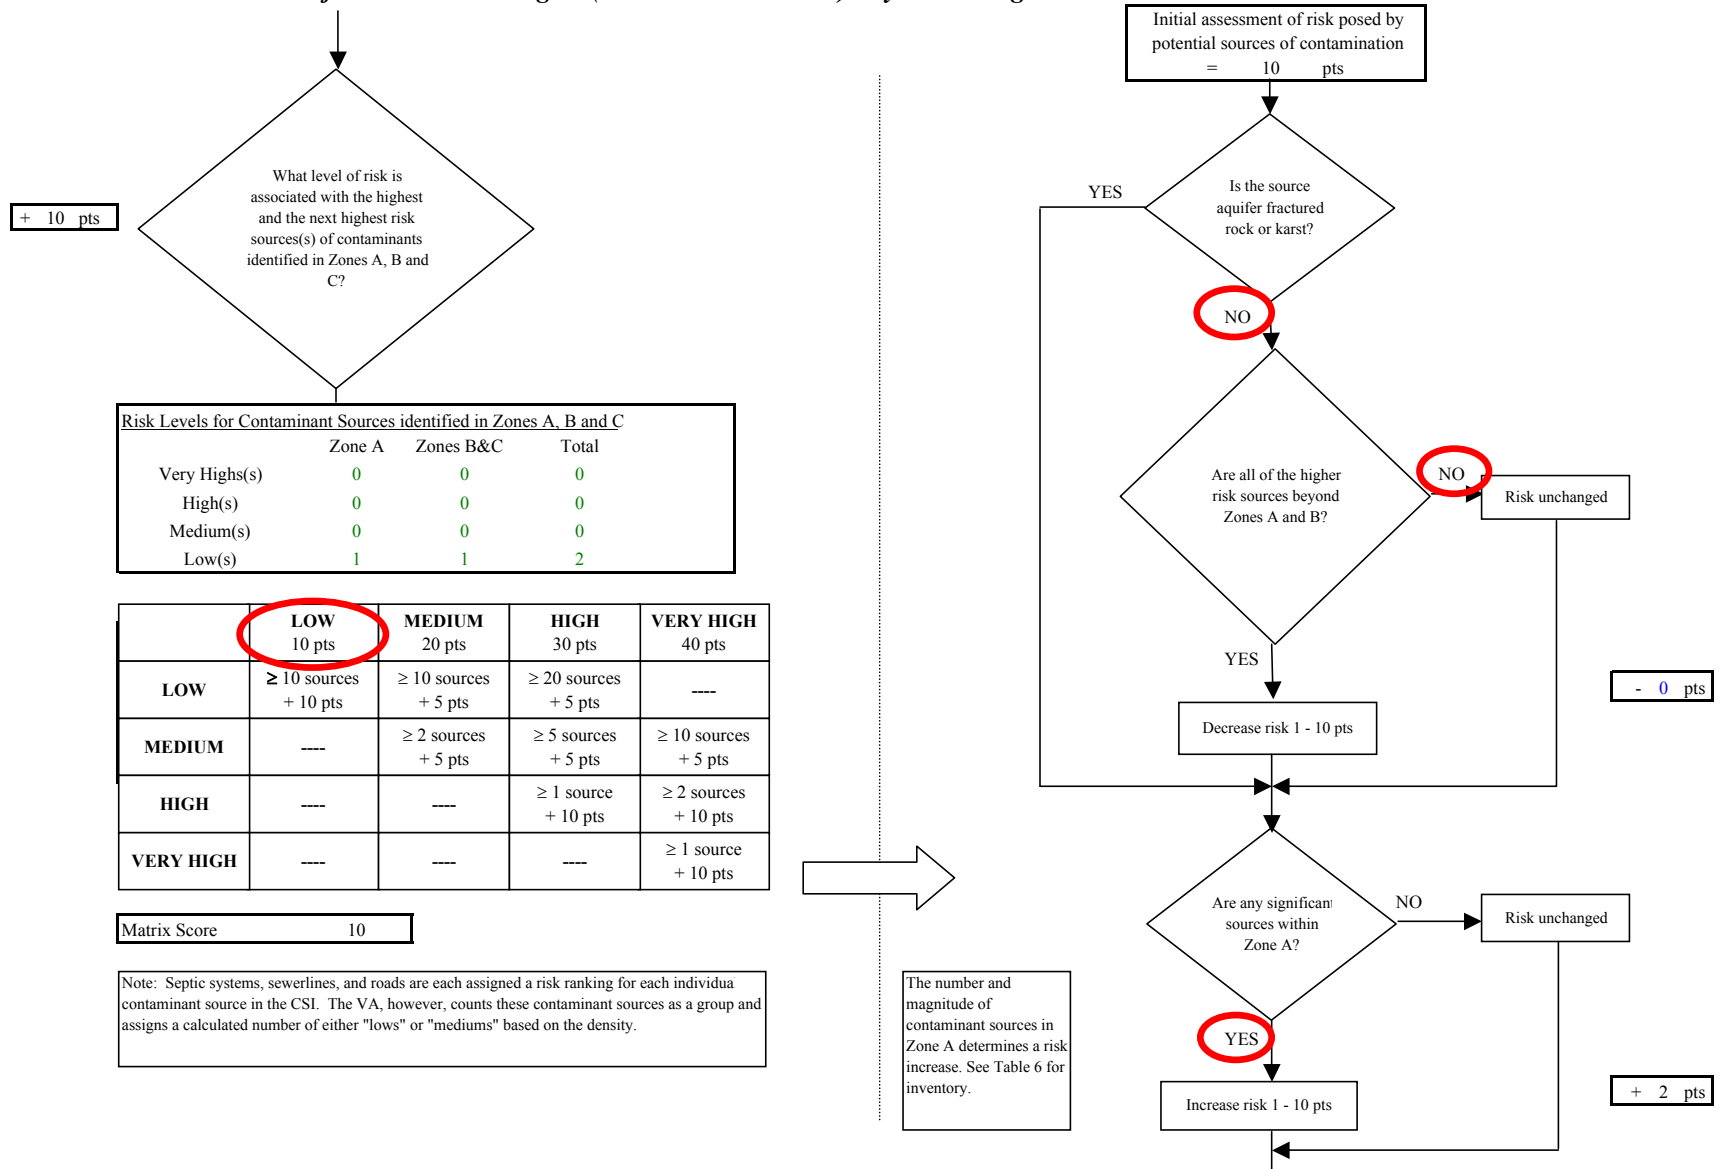 + 10 pts
What level of risk is
associated with the highest
and the next highest risk
sources(s) of contaminants
identified in Zones A, B and
C?
Risk Levels for Contaminant Sources identified in Zones A, B and C
Zone A Zones B&C Total
Very Highs(s) 0 0 0
High(s) 0 0 0
Medium(s) 0 0 0
Low(s) 1 1 2
LOW MEDIUM HIGH VERY HIGH
10 pts 20 pts 30 pts 40 pts
LOW ≥ 10 sources ≥ 10 sources ≥ 20 sources ----
+ 10 pts + 5 pts + 5 pts
MEDIUM ---- ≥ 2 sources ≥ 5 sources ≥ 10 sources
+ 5 pts + 5 pts + 5 pts
HIGH ---- ---- ≥ 1 source ≥ 2 sources
+ 10 pts + 10 pts
VERY HIGH ---- ---- ---- ≥ 1 source
+ 10 pts
Matrix Score 10
Note: Septic systems, sewerlines, and roads are each assigned a risk ranking for each individua
contaminant source in the CSI. The VA, however, counts these contaminant sources as a group and
assigns a calculated number of either "lows" or "mediums" based on the density.
Initial assessment of risk posed by
potential sources of contamination
= 10 pts
Is the source
aquifer fractured
rock or karst?
YES
NO
Are all of the higher
risk sources beyond
Zones A and B?
NO
Risk unchanged
YES
- 0 pts
Decrease risk 1 - 10 pts
Are any significant
sources within
Zone A?
NO
Risk unchanged
The number and
magnitude of
contaminant sources in
Zone A determines a risk
increase. See Table 6 for
inventory.
YES
+ 2 pts
Increase risk 1 - 10 pts